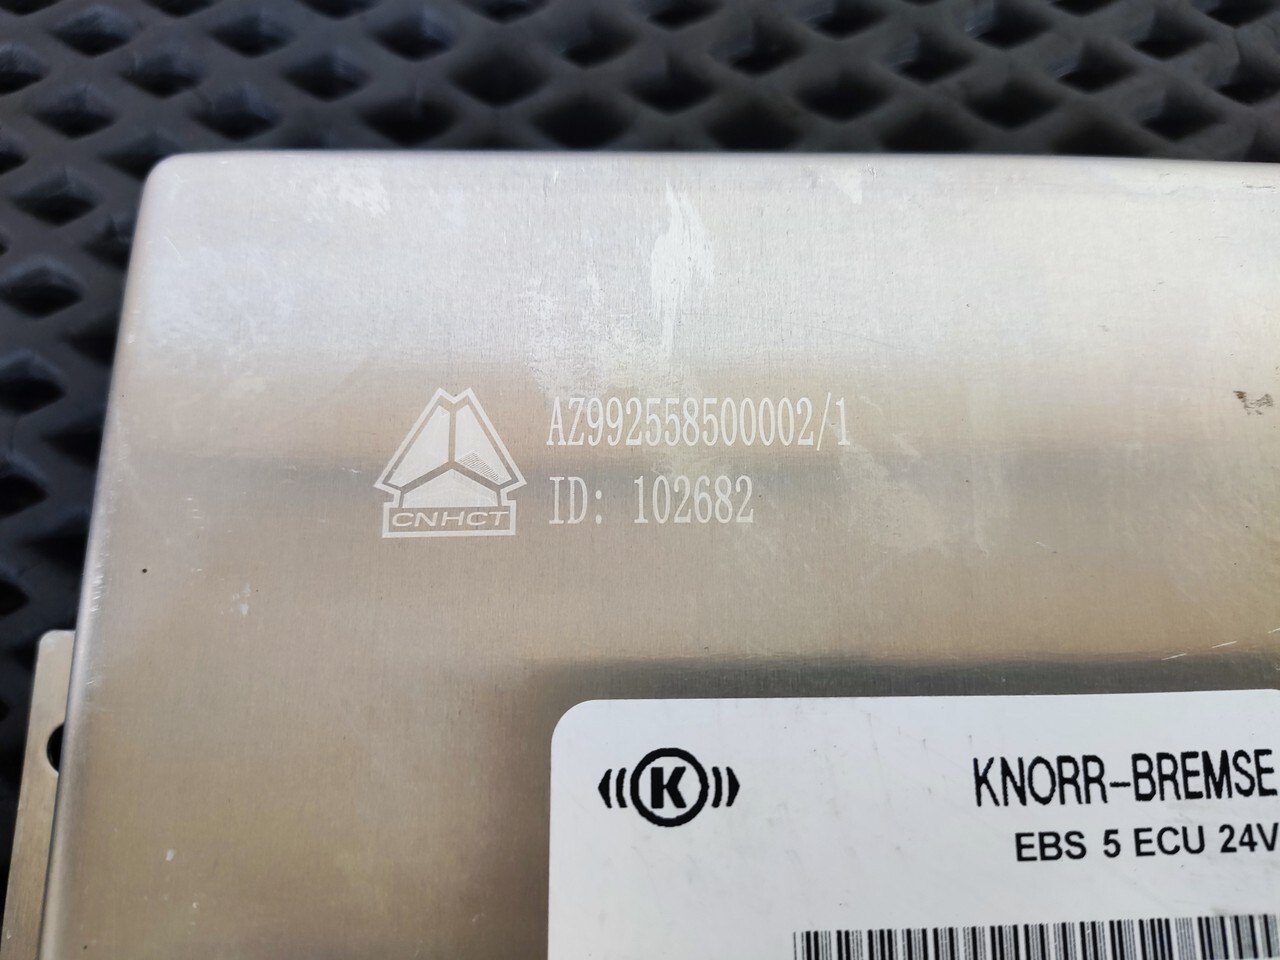 AZ992558500002/1
ID: 102682
CNHCT
K
KNORR-BREMSE
EBS 5 ECU 24V